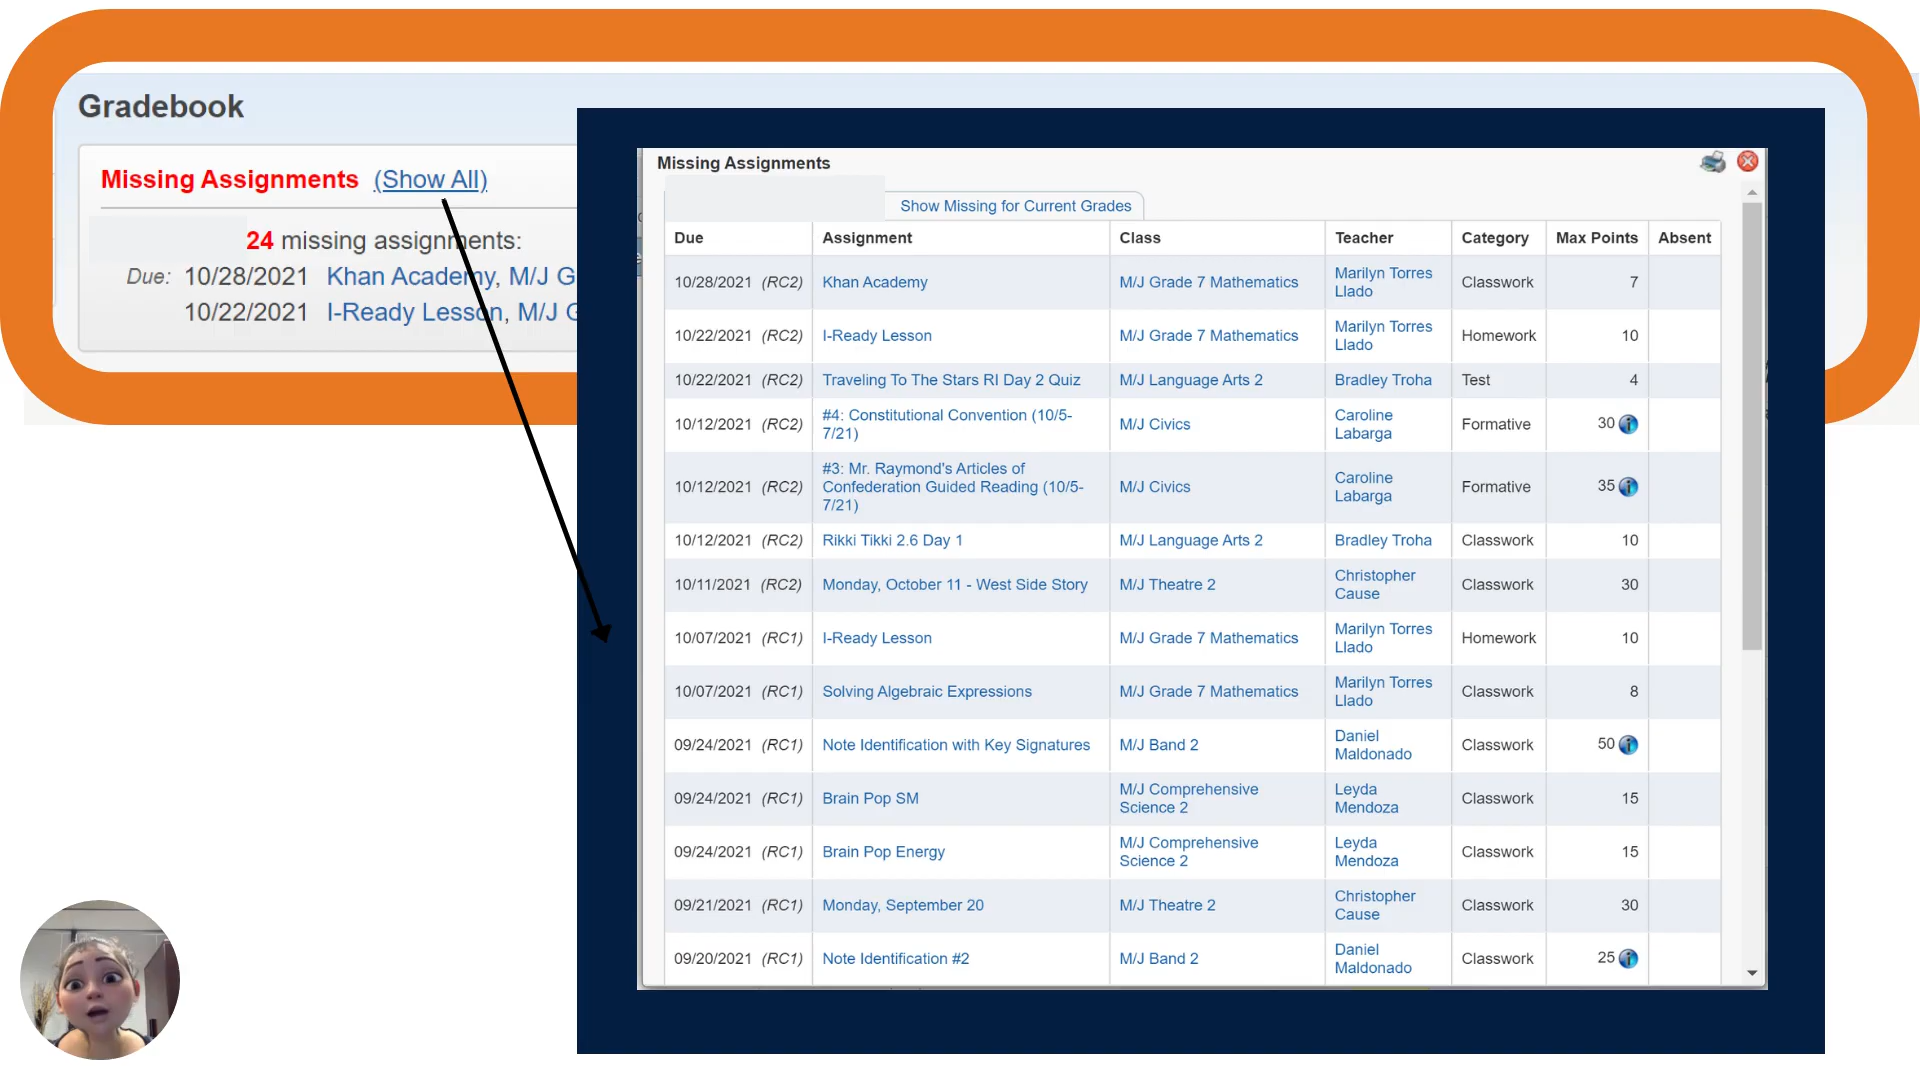 Gradebook
Missing Assignments (Show All)
24 missing assignments:
Due: 10/28/2021 Khan Academy, M/J G
10/22/2021 I-Ready Lesson, M/J
Missing Assignments
Show Missing for Current Grades
Due Assignment Class Teacher Category Max Points Absent
10/28/2021 (RC2) Khan Academy M/J Grade 7 Mathematics Marilyn Torres Llado Classwork 7
10/22/2021 (RC2) I-Ready Lesson M/J Grade 7 Mathematics Marilyn Torres Llado Homework 10
10/22/2021 (RC2) Traveling To The Stars RI Day 2 Quiz M/J Language Arts 2 Bradley Troha Test 4
10/12/2021 (RC2) #4: Constitutional Convention (10/5-7/21) M/J Civics Caroline Labarga Formative 30
10/12/2021 (RC2) #3: Mr. Raymond's Articles of Confederation Guided Reading (10/5-7/21) M/J Civics Caroline Labarga Formative 35
10/12/2021 (RC2) Rikki Tikki 2.6 Day 1 M/J Language Arts 2 Bradley Troha Classwork 10
10/11/2021 (RC2) Monday, October 11 - West Side Story M/J Theatre 2 Christopher Cause Classwork 30
10/07/2021 (RC1) I-Ready Lesson M/J Grade 7 Mathematics Marilyn Torres Llado Homework 10
10/07/2021 (RC1) Solving Algebraic Expressions M/J Grade 7 Mathematics Marilyn Torres Llado Classwork 8
09/24/2021 (RC1) Note Identification with Key Signatures M/J Band 2 Daniel Maldonado Classwork 50
09/24/2021 (RC1) Brain Pop SM M/J Comprehensive Science 2 Leyda Mendoza Classwork 15
09/24/2021 (RC1) Brain Pop Energy M/J Comprehensive Science 2 Leyda Mendoza Classwork 15
09/21/2021 (RC1) Monday, September 20 M/J Theatre 2 Christopher Cause Classwork 30
09/20/2021 (RC1) Note Identification #2 M/J Band 2 Daniel Maldonado Classwork 25